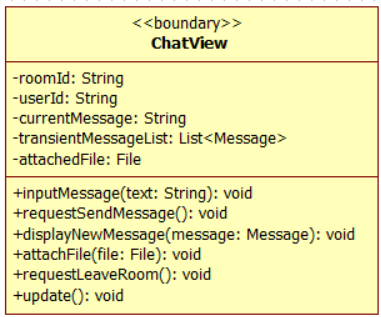 <<boundary>>
ChatView
-roomId: String
-userId: String
-currentMessage: String
-transientMessageList: List<Message>
-attachedFile: File
+inputMessage(text: String): void
+requestSendMessage(): void
+displayNewMessage(message: Message): void
+attachFile(file: File): void
+requestLeaveRoom(): void
+update(): void